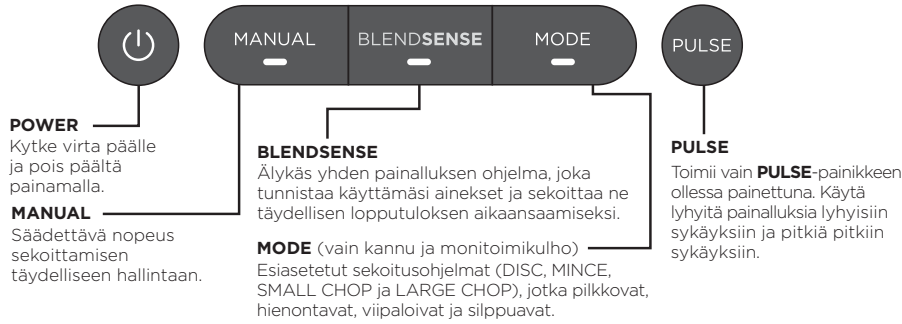 MANUAL
BLENDSENSE
MODE
PULSE
POWER
Kytke virta päälle
ja pois päältä
painamalla.
MANUAL
Säädettävä nopeus
sekoittamisen
täydelliseen hallintaan.
BLENDSENSE
Älykäs yhden painalluksen ohjelma, joka
tunnistaa käyttämäsi ainekset ja sekoittaa ne
täydellisen lopputuloksen aikaansaamiseksi.
MODE (vain kannu ja monitoimikulho)
Esiasetetut sekoitusohjelmat (DISC, MINCE,
SMALL CHOP ja LARGE CHOP), jotka pilkkovat,
hienontavat, viipaloivat ja silppuavat.
PULSE
Toimii vain PULSE-painikkeen
ollessa painettuna. Käytä
lyhyitä painalluksia lyhyisiin
sykäyksiin ja pitkiä pitkiin
sykäyksiin.